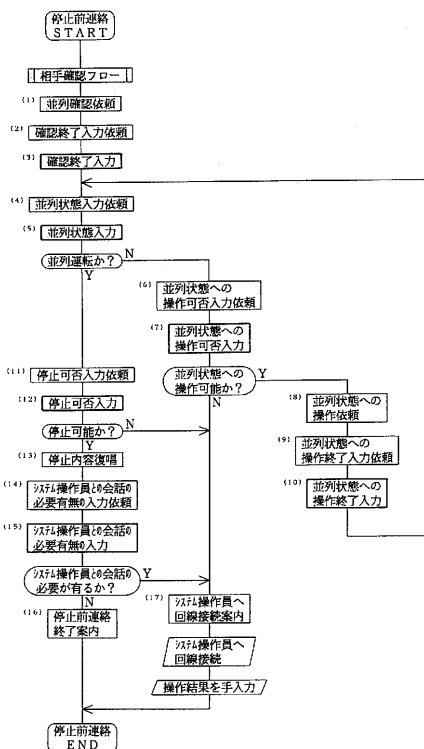 停止前連絡
START
相手確認フロー
(1) 並列確認依頼
(2) 確認終了入力依頼
(3) 確認終了入力
(4) 並列状態入力依頼
(5) 並列状態入力
並列運転か？
N
Y
(6) 並列状態への
操作可否入力依頼
(7) 並列状態への
操作可否入力
並列状態への
操作可能か？
Y
N
(8) 並列状態への
操作依頼
(9) 並列状態への
操作終了入力依頼
(10) 並列状態への
操作終了入力
(11) 停止可否入力依頼
(12) 停止可否入力
停止可能か？
N
Y
(13) 停止内容復唱
(14) ｼｽﾃﾑ操作員との会話の
必要有無の入力依頼
(15) ｼｽﾃﾑ操作員との会話の
必要有無の入力
ｼｽﾃﾑ操作員との会話の
必要が有るか？
Y
N
(16) 停止前連絡
終了案内
(17) ｼｽﾃﾑ操作員へ
回線接続案内
ｼｽﾃﾑ操作員へ
回線接続
操作結果を手入力
停止前連絡
END